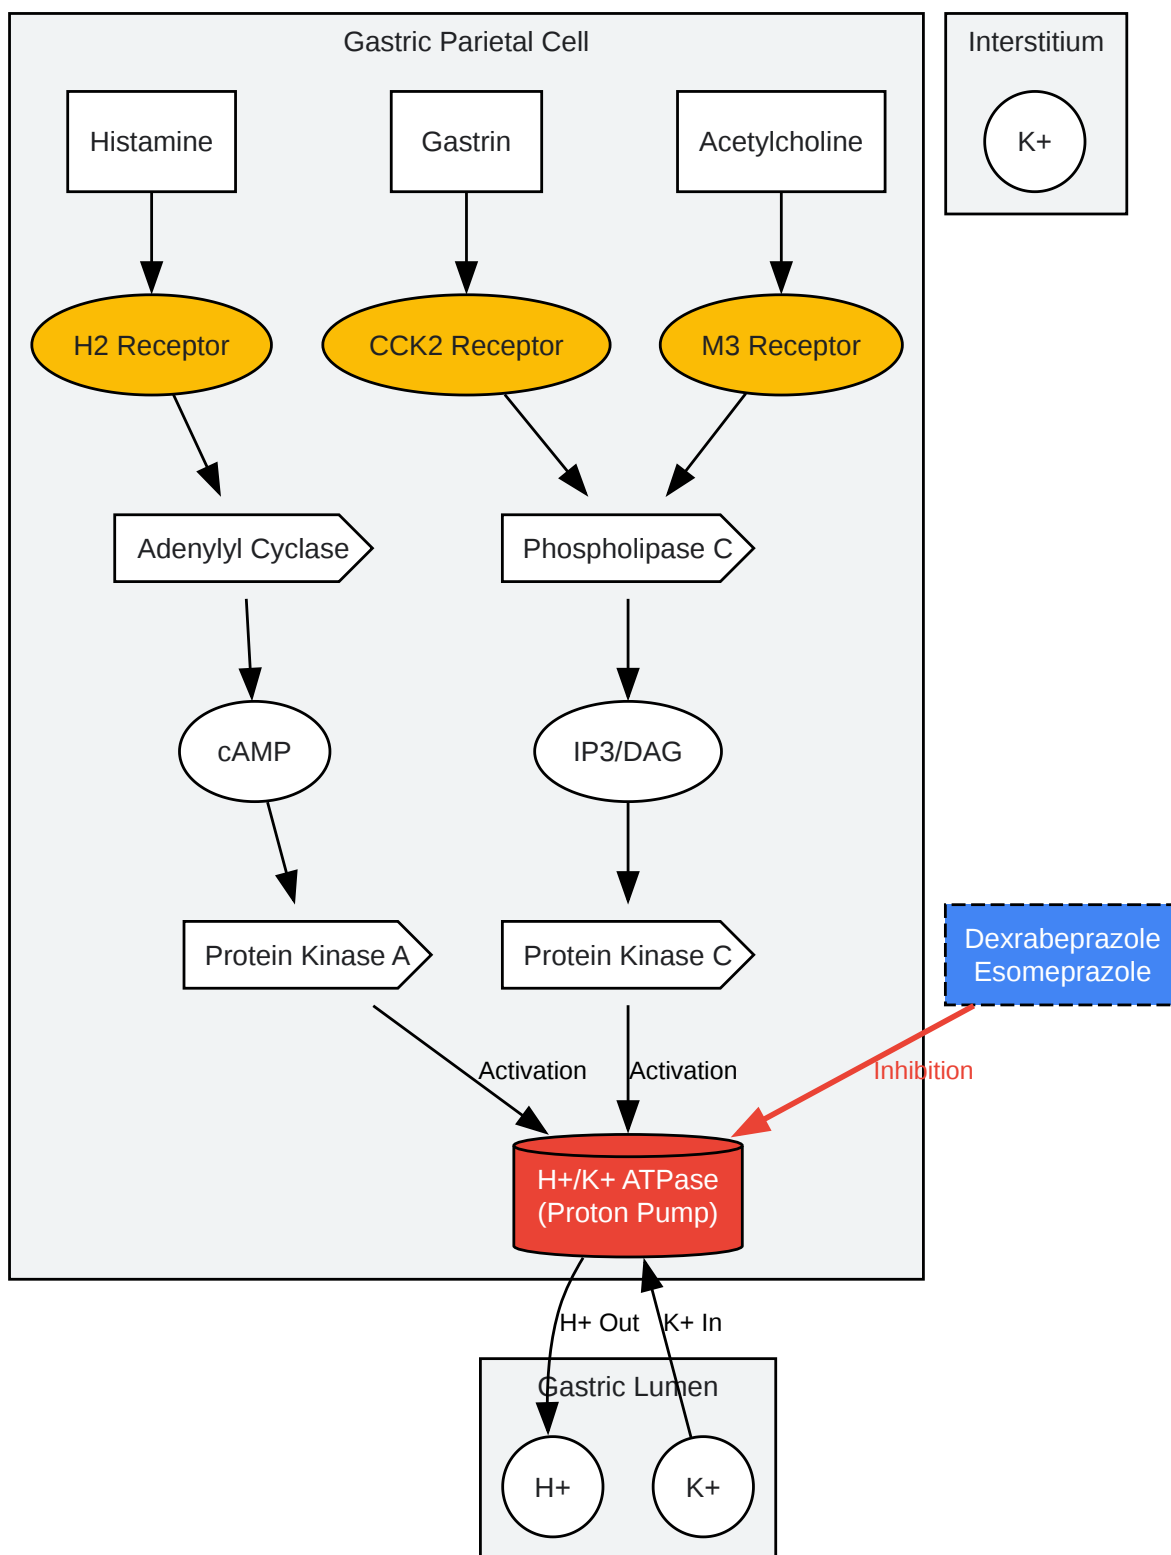 Gastric Parietal Cell
Interstitium
Histamine
Gastrin
Acetylcholine
K+
H2 Receptor
CCK2 Receptor
M3 Receptor
Adenylyl Cyclase
Phospholipase C
cAMP
IP3/DAG
Protein Kinase A
Protein Kinase C
Dexrabeprazole
Esomeprazole
Activation
Activation
Inhibition
H+/K+ ATPase
(Proton Pump)
H+ Out
K+ In
Gastric Lumen
H+
K+